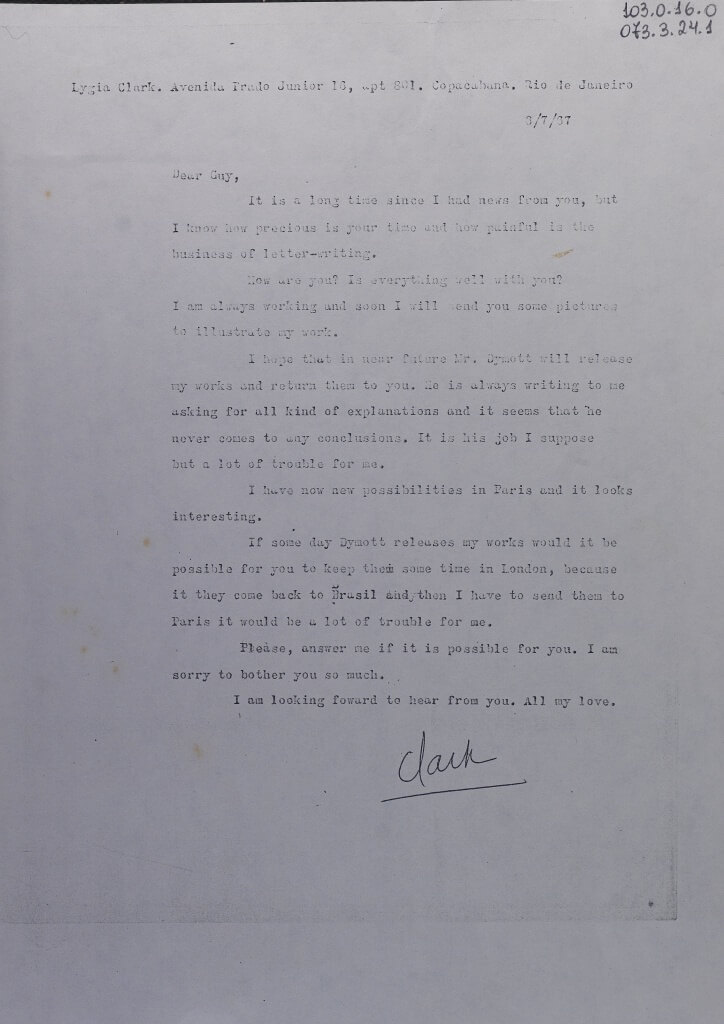 103.0.16.0
073.3.24.1
Lygia Clark. Avenida Prado Junior 16, apt 801. Copacabana. Rio de Janeiro
8/7/67
Dear Guy,
It is a long time since I had news from you, but
I know how precious is your time and how painful is the
business of letter-writing.
How are you? Is everything well with you?
I am always working and soon I will send you some pictures
to illustrate my work.
I hope that in near future Mr. Dymott will release
my works and return them to you. He is always writing to me
asking for all kind of explanations and it seems that he
never comes to any conclusions. It is his job I suppose
but a lot of trouble for me.
I have now new possibilities in Paris and it looks
interesting.
If some day Dymott releases my works would it be
possible for you to keep them some time in London, because
it they come back to Brasil and then I have to send them to
Paris it would be a lot of trouble for me.
Please, answer me if it is possible for you. I am
sorry to bother you so much.
I am looking foward to hear from you. All my love.
Clark